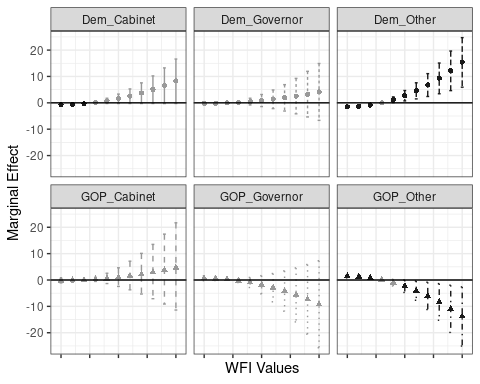 Dem_Cabinet Dem_Governor Dem_Other
20
10
0
-10
-20
GOP_Cabinet GOP_Governor GOP_Other
20
10
0
-10
-20
Marginal Effect
WFI Values